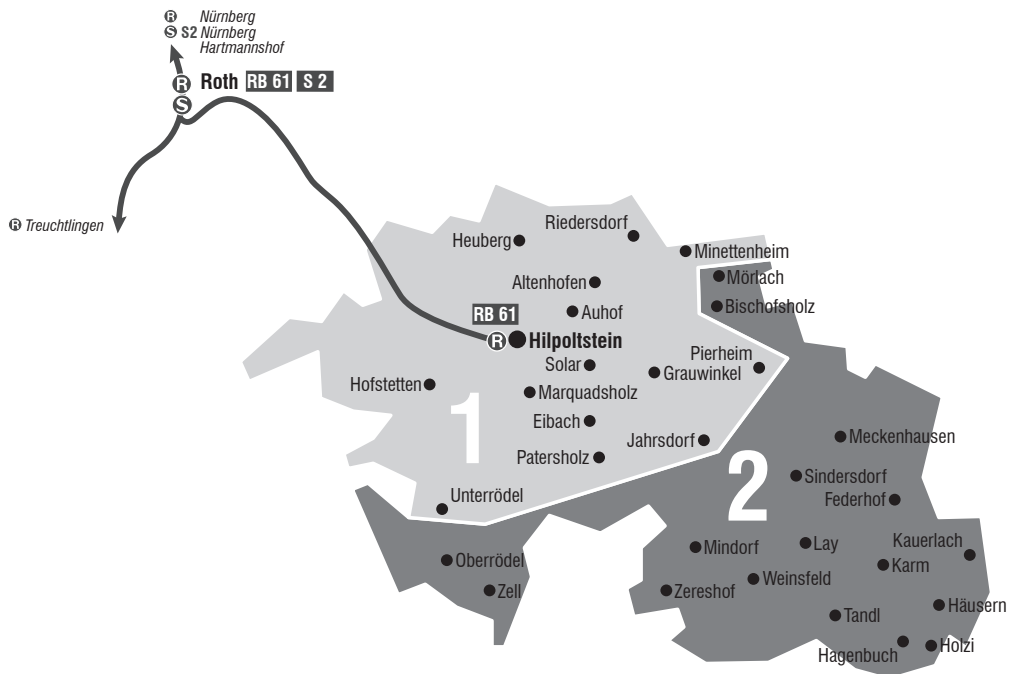 R Nürnberg
S S2 Nürnberg
Hartmannshof
R Roth RB 61 S 2
S
R Treuchtlingen
Riedersdorf
Heuberg
Minettenheim
Mörlach
Altenhofen
Bischofsholz
Auhof
RB 61
R Hilpoltstein
Pierheim
Solar
Grauwinkel
Hofstetten
Marquadsholz
1
Eibach
Jahrsdorf
Meckenhausen
Patersholz
2
Sindersdorf
Unterrödel
Federhof
Kauerlach
Mindorf
Lay
Oberrödel
Karm
Weinsfeld
Zell
Zereshof
Häusern
Tandl
Hagenbuch
Holzi